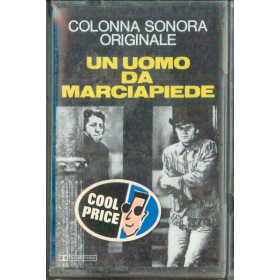 COLONNA SONORA
ORIGINALE
UN UOMO
DA
MARCIAPIEDE
COOL
PRICE